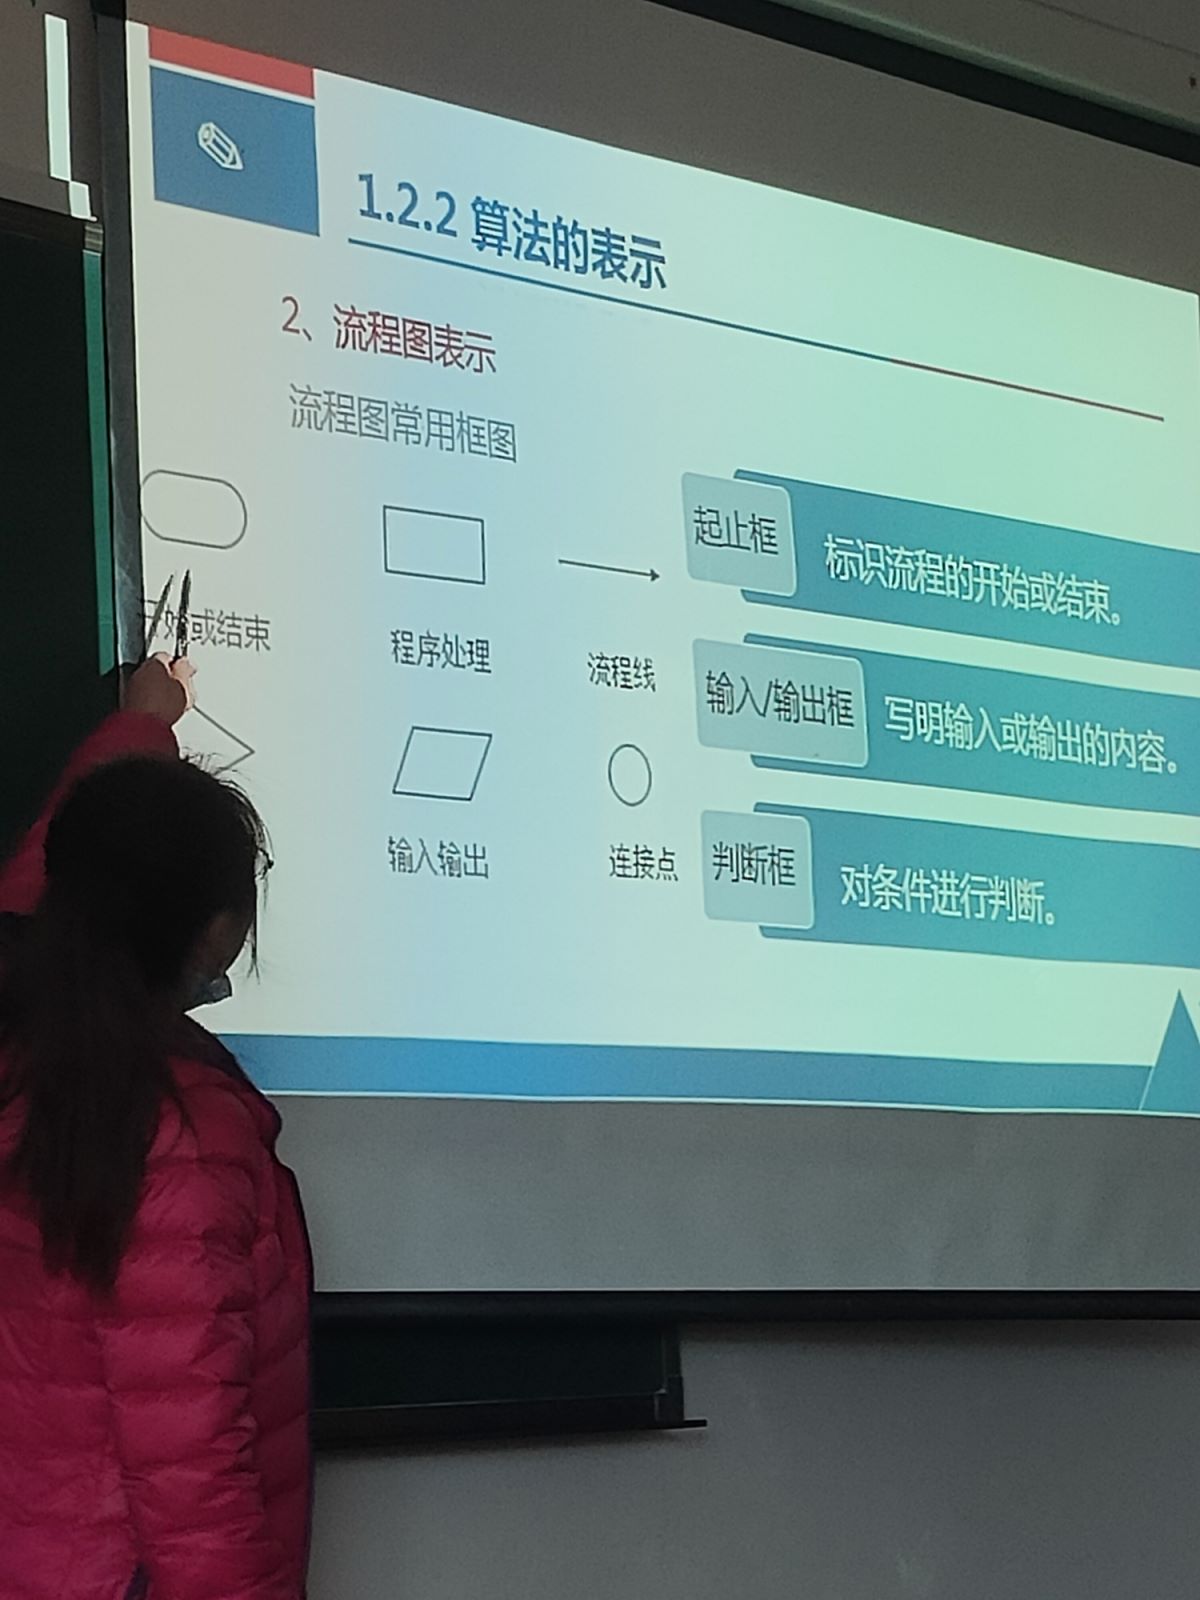 1.2.2 算法的表示
2、流程图表示
流程图常用框图
开始或结束
程序处理
流程线
输入输出
连接点
起止框
标识流程的开始或结束。
输入/输出框
写明输入或输出的内容。
判断框
对条件进行判断。